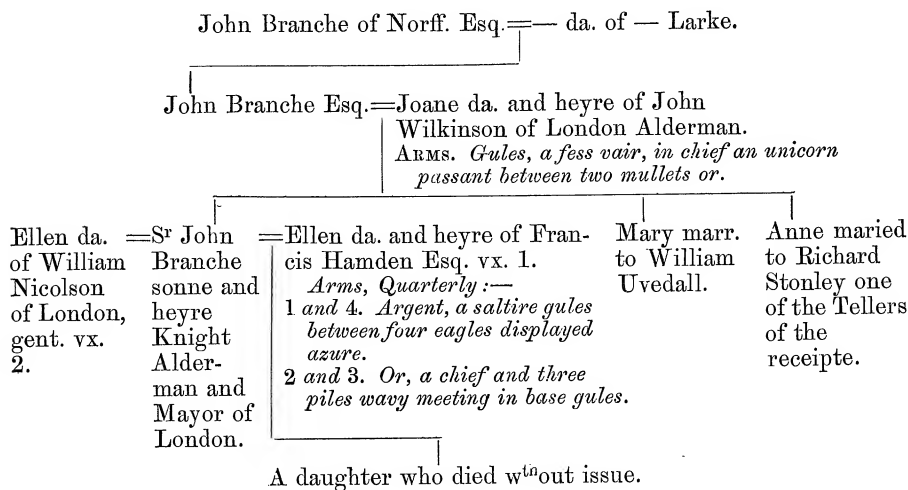 John Branche of Norff. Esq.=— da. of — Larke.
John Branche Esq.=Joane da. and heyre of John
Wilkinson of London Alderman.
ARMS. Gules, a fess vair, in chief an unicorn
passant between two mullets or.
Ellen da.
of William
Nicolson
of London,
gent. vx.
2.
=Sʳ John
Branche
sonne and
heyre
Knight
Alder-
man and
Mayor of
London.
=Ellen da. and heyre of Fran-
cis Hamden Esq. vx. 1.
Arms, Quarterly:—
1 and 4. Argent, a saltire gules
between four eagles displayed
azure.
2 and 3. Or, a chief and three
piles wavy meeting in base gules.
Mary marr.
to William
Uvedall.
Anne maried
to Richard
Stonley one
of the Tellers
of the
receipte.
A daughter who died wᵗʰout issue.